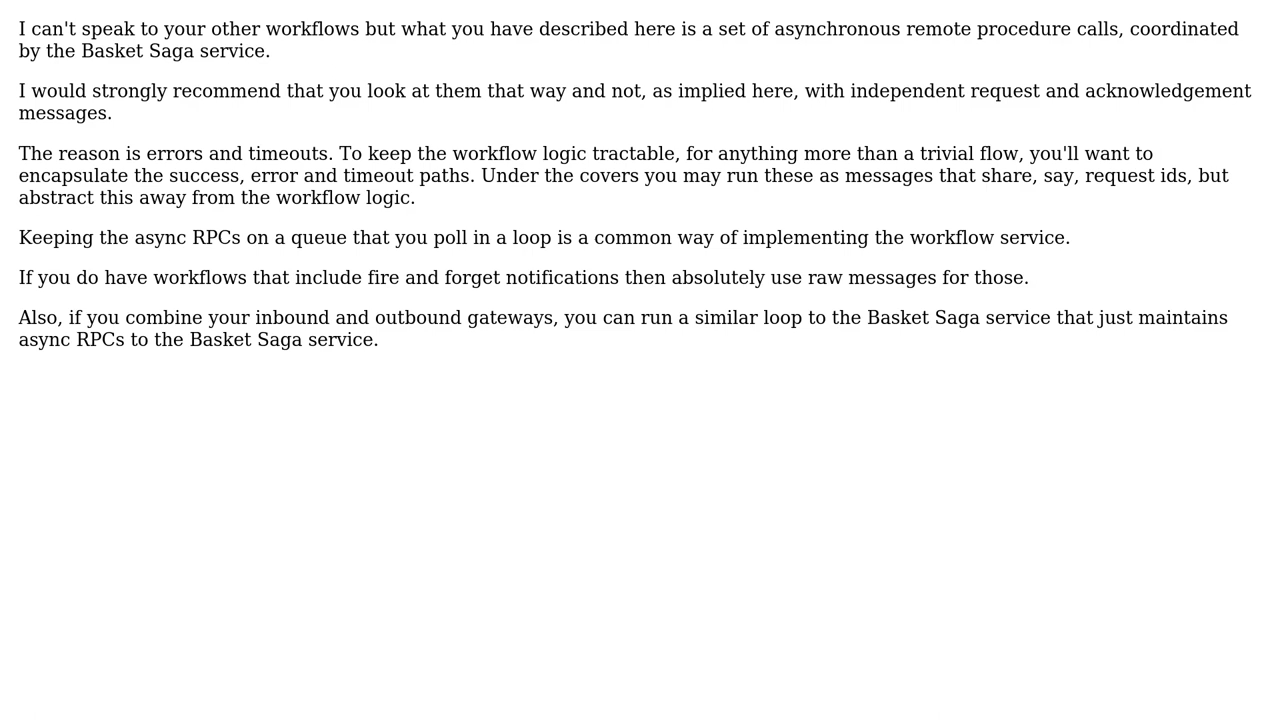 I can't speak to your other workflows but what you have described here is a set of asynchronous remote procedure calls, coordinated
by the Basket Saga service.
I would strongly recommend that you look at them that way and not, as implied here, with independent request and acknowledgement
messages.
The reason is errors and timeouts. To keep the workflow logic tractable, for anything more than a trivial flow, you'll want to
encapsulate the success, error and timeout paths. Under the covers you may run these as messages that share, say, request ids, but
abstract this away from the workflow logic.
Keeping the async RPCs on a queue that you poll in a loop is a common way of implementing the workflow service.
If you do have workflows that include fire and forget notifications then absolutely use raw messages for those.
Also, if you combine your inbound and outbound gateways, you can run a similar loop to the Basket Saga service that just maintains
async RPCs to the Basket Saga service.